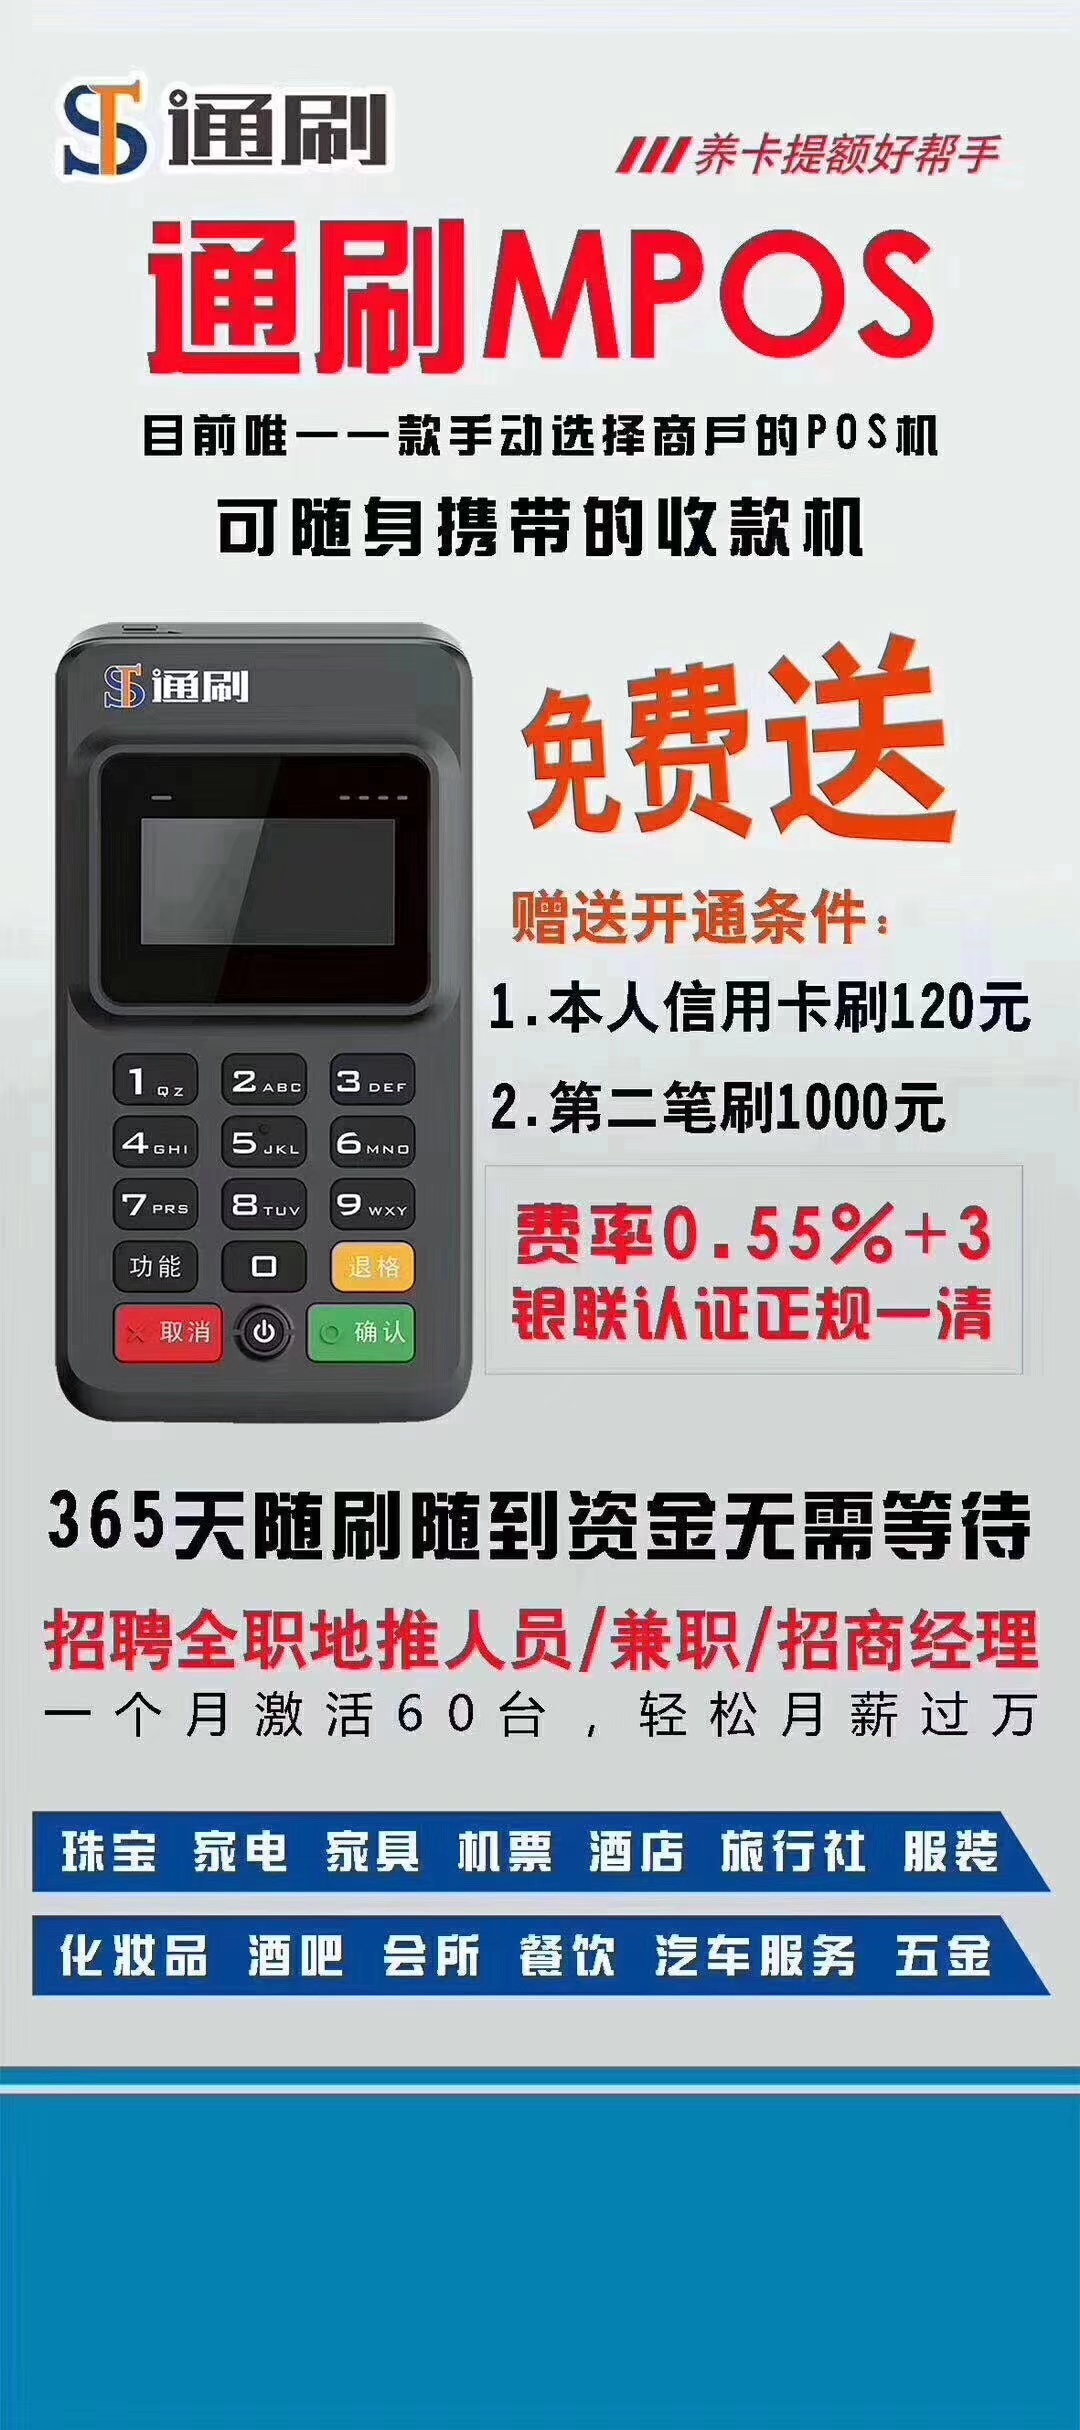 ST通刷
养卡提额好帮手
通刷MPOS
目前唯一一款手动选择商户的POS机
可随身携带的收款机
ST通刷
免费送
赠送开通条件：
1.本人信用卡刷120元
2.第二笔刷1000元
费率0.55%+3
银联认证正规一清
1 QZ 2 ABC 3 DEF
4 GHI 5 JKL 6 MNO
7 PRS 8 TUV 9 WXY
功能 0 退格
取消 确认
365天随刷随到资金无需等待
招聘全职地推人员/兼职/招商经理
一个月激活60台，轻松月薪过万
珠宝 家电 家具 机票 酒店 旅行社 服装
化妆品 酒吧 会所 餐饮 汽车服务 五金